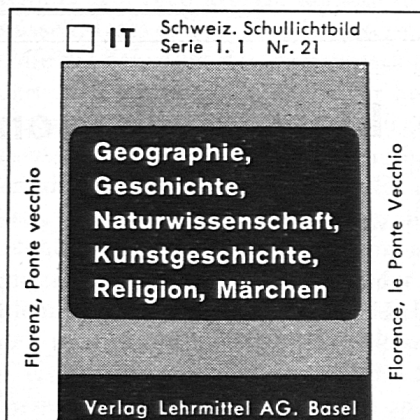 IT
Schweiz. Schullichtbild
Serie 1. 1 Nr. 21
Florenz, Ponte vecchio
Geographie,
Geschichte,
Naturwissenschaft,
Kunstgeschichte,
Religion, Märchen
Florence, le Ponte Vecchio
Verlag Lehrmittel AG. Basel